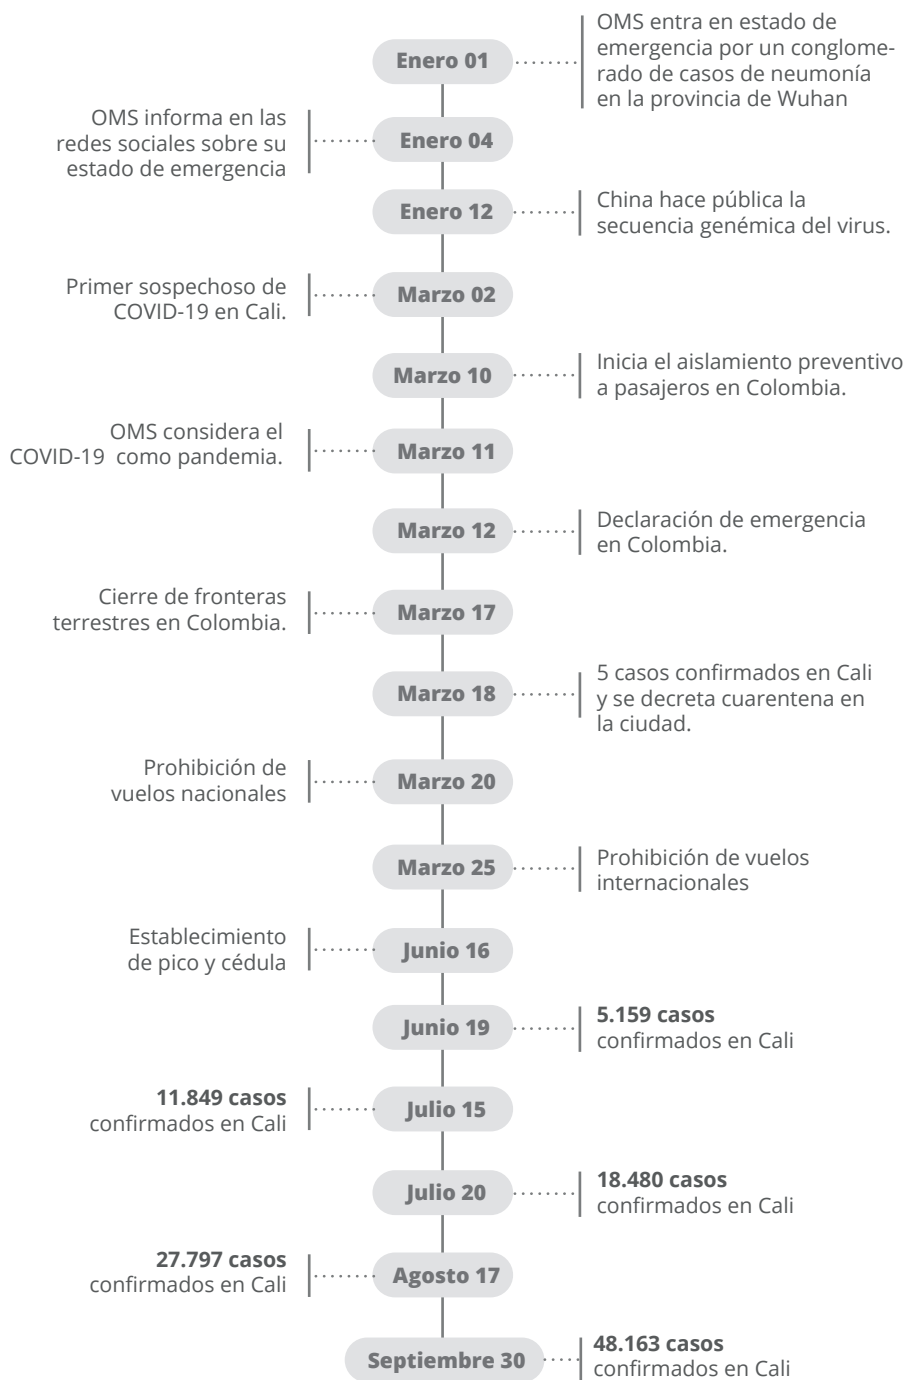 Enero 01
OMS entra en estado de
emergencia por un conglome-
rado de casos de neumonía
en la provincia de Wuhan
OMS informa en las
redes sociales sobre su
estado de emergencia
Enero 04
Enero 12
China hace pública la
secuencia genémica del virus.
Primer sospechoso de
COVID-19 en Cali.
Marzo 02
Marzo 10
Inicia el aislamiento preventivo
a pasajeros en Colombia.
OMS considera el
COVID-19 como pandemia.
Marzo 11
Marzo 12
Declaración de emergencia
en Colombia.
Cierre de fronteras
terrestres en Colombia.
Marzo 17
Marzo 18
5 casos confirmados en Cali
y se decreta cuarentena en
la ciudad.
Prohibición de
vuelos nacionales
Marzo 20
Marzo 25
Prohibición de vuelos
internacionales
Establecimiento
de pico y cédula
Junio 16
Junio 19
5.159 casos
confirmados en Cali
11.849 casos
confirmados en Cali
Julio 15
Julio 20
18.480 casos
confirmados en Cali
27.797 casos
confirmados en Cali
Agosto 17
Septiembre 30
48.163 casos
confirmados en Cali